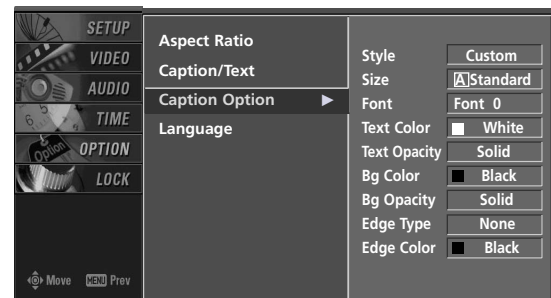 SETUP
VIDEO
AUDIO
TIME
OPTION
LOCK
Move MENU Prev
Aspect Ratio
Caption/Text
Caption Option
Language
Style Custom
Size A Standard
Font Font 0
Text Color White
Text Opacity Solid
Bg Color Black
Bg Opacity Solid
Edge Type None
Edge Color Black